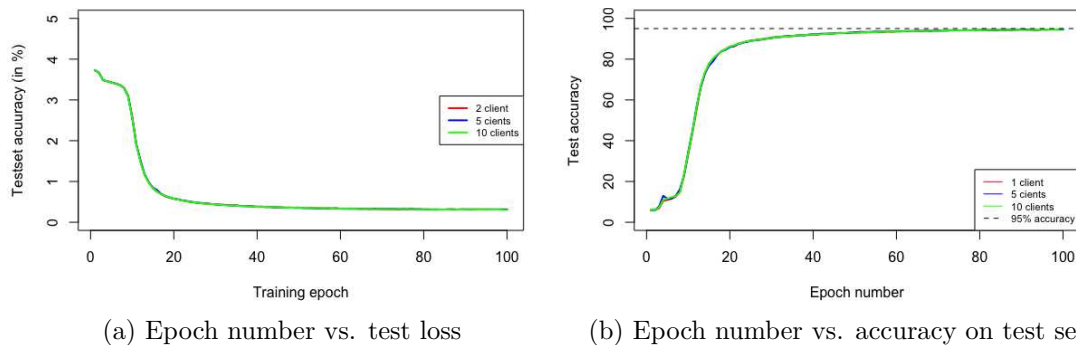 Testset acuuracy (in %)
5
4
3
2
1
0
2 client
5 cients
10 clients
0 20 40 60 80 100
Training epoch
(a) Epoch number vs. test loss
Test accuracy
100
80
60
40
20
0
1 client
5 clients
10 clients
95% accuracy
0 20 40 60 80 100
Epoch number
(b) Epoch number vs. accuracy on test se